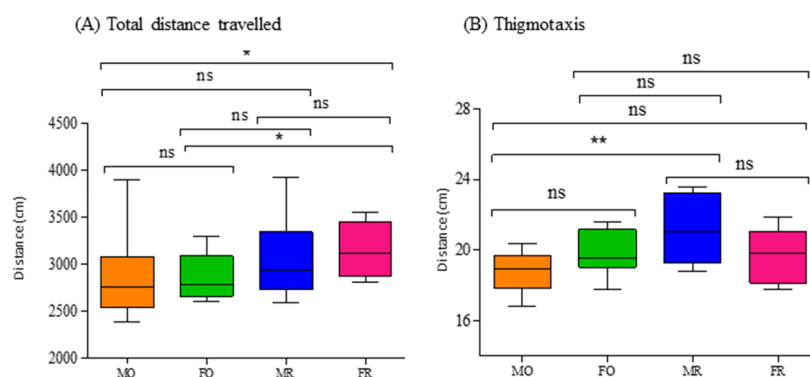 (A) Total distance travelled
*
ns
ns
ns
*
ns
4500
4000
3500
3000
2500
2000
Distance (cm)
MO FO MR FR
(B) Thigmotaxis
ns
ns
ns
**
ns
ns
28
24
20
16
Distance (cm)
MO FO MR FR